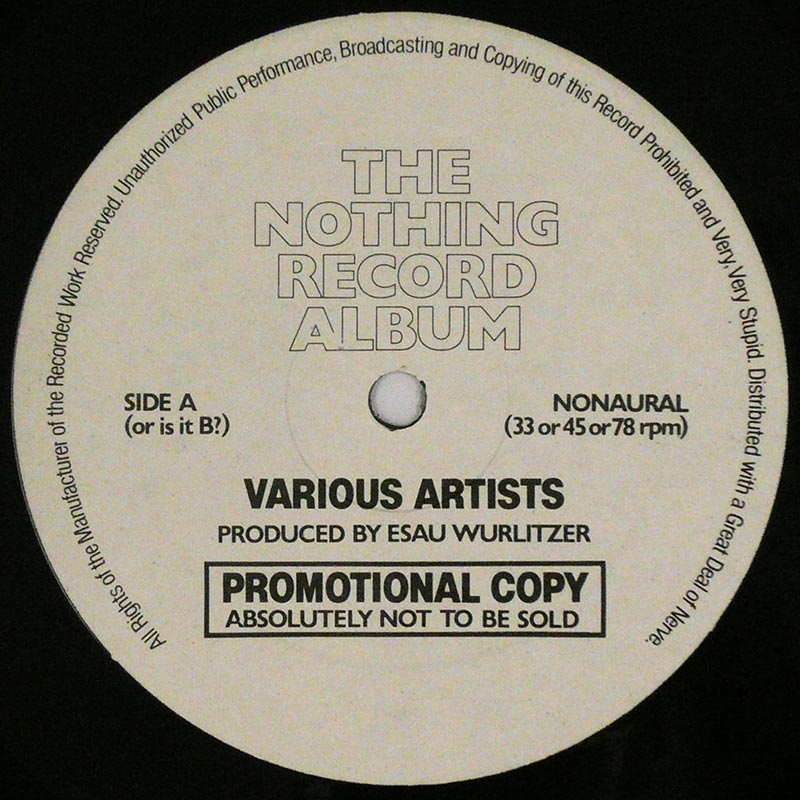 All Rights of the Manufacturer of the Recorded Work Reserved. Unauthorized Public Performance, Broadcasting and Copying of this Record Prohibited and Very, Very Stupid. Distributed with a Great Deal of Nerve.
THE
NOTHING
RECORD
ALBUM
SIDE A
(or is it B?)
NONAURAL
(33 or 45 or 78 rpm)
VARIOUS ARTISTS
PRODUCED BY ESAU WURLITZER
PROMOTIONAL COPY
ABSOLUTELY NOT TO BE SOLD